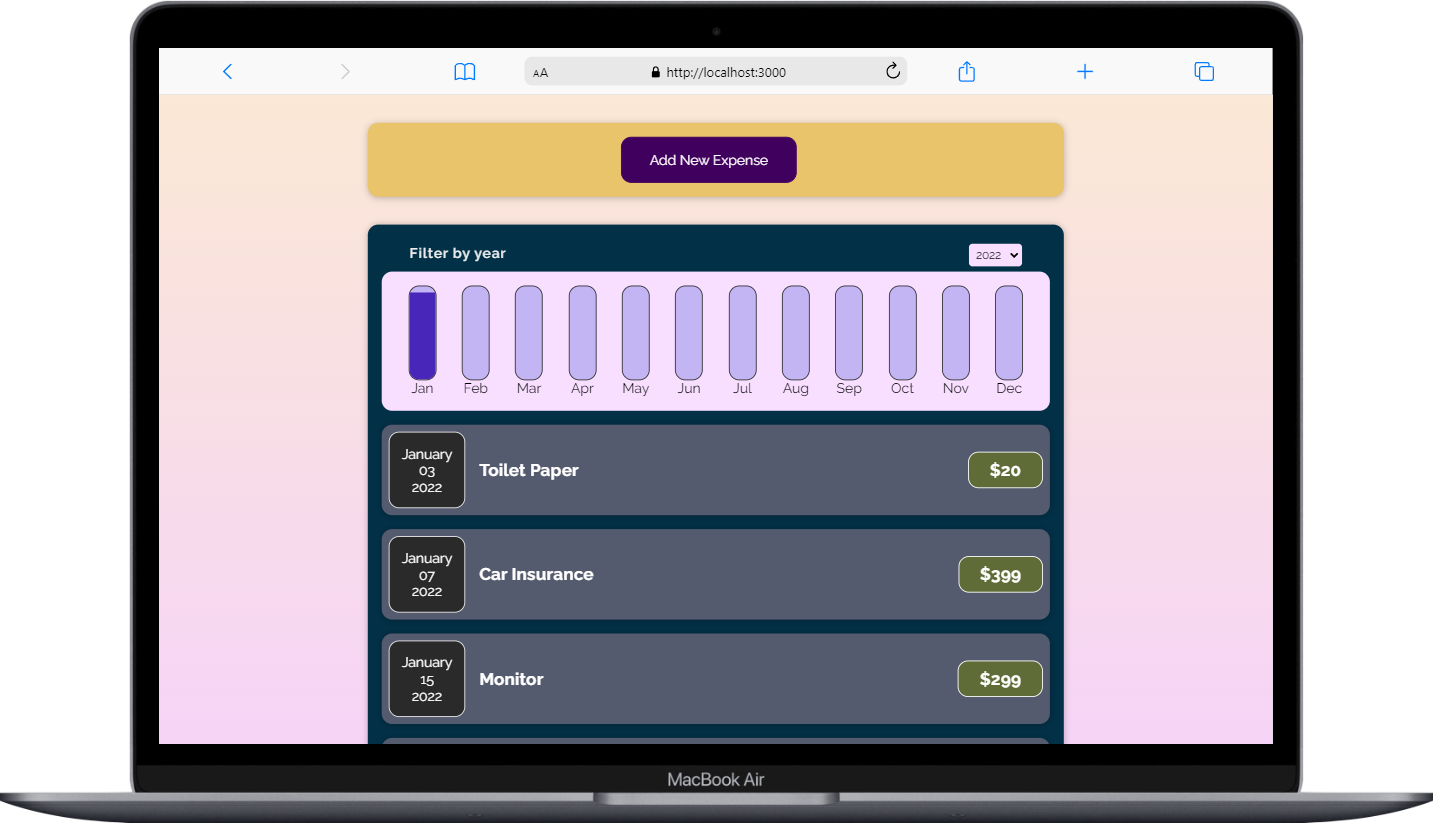 AA
http://localhost:3000
Add New Expense
Filter by year
2022
Jan Feb Mar Apr May Jun Jul Aug Sep Oct Nov Dec
January
03
2022
Toilet Paper
$20
January
07
2022
Car Insurance
$399
January
15
2022
Monitor
$299
MacBook Air